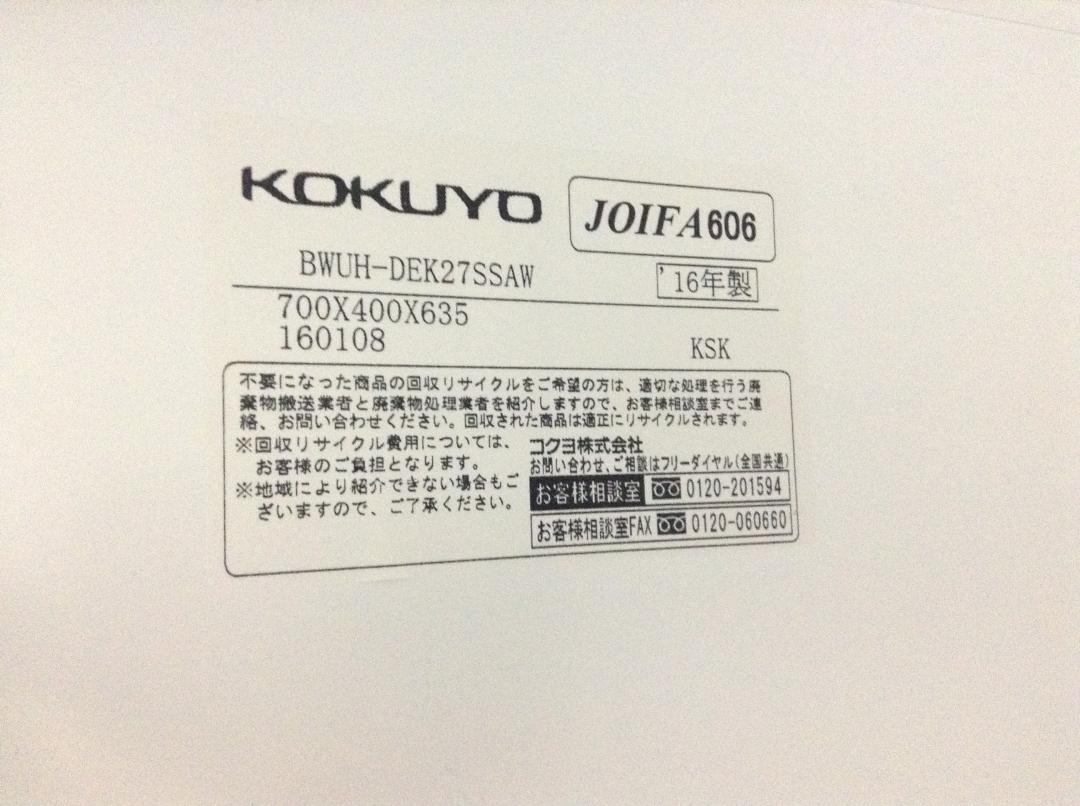 KOKUYO
JOIFA606
BWUH-DEK27SSAW
'16年製
700X400X635
160108
KSK
不要になった商品の回収リサイクルをご希望の方は、適切な処理を行う廃
棄物搬送業者と廃棄物処理業者を紹介しますので、お客様相談室までご連
絡、お問い合わせください。回収された商品は適正にリサイクルされます。
※回収リサイクル費用については、
お客様のご負担となります。
※地域により紹介できない場合もご
ざいますので、ご了承ください。
コクヨ株式会社
お問い合わせ、ご相談はフリーダイヤル(全国共通)
お客様相談室 0120-201594
お客様相談室FAX 0120-060660